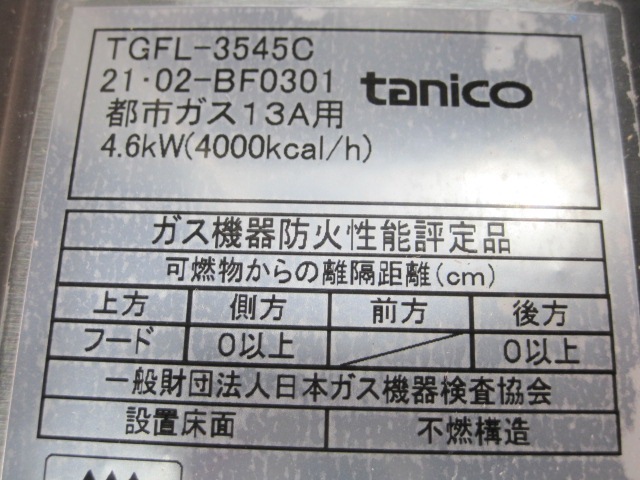 TGFL-3545C
21・02-BF0301
tanico
都市ガス13A用
4.6kW(4000kcal/h)
ガス機器防火性能評定品
可燃物からの離隔距離(cm)
上方 側方 前方 後方
フード 0以上 0以上
一般財団法人日本ガス機器検査協会
設置床面 不燃構造